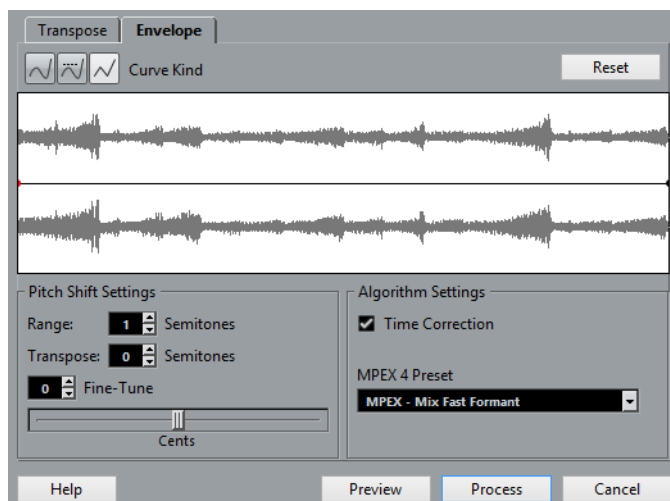 Transpose Envelope
Curve Kind Reset
Pitch Shift Settings
Range: 1 Semitones
Transpose: 0 Semitones
0 Fine-Tune
Cents
Algorithm Settings
Time Correction
MPEX 4 Preset
MPEX - Mix Fast Formant
Help Preview Process Cancel